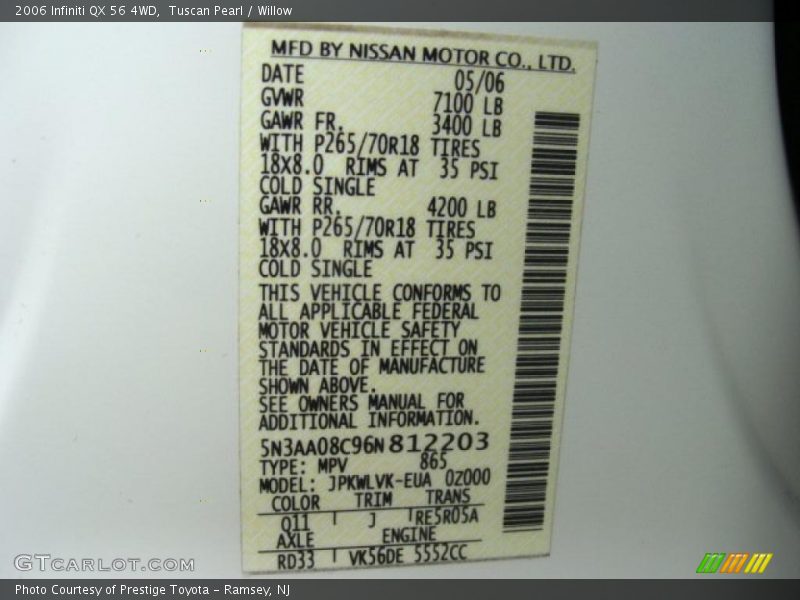 2006 Infiniti QX 56 4WD,  Tuscan Pearl / Willow
MFD BY NISSAN MOTOR CO., LTD.
DATE 05/06
GVWR 7100 LB
GAWR FR. 3400 LB
WITH P265/70R18 TIRES
18X8.0 RIMS AT 35 PSI
COLD SINGLE
GAWR RR. 4200 LB
WITH P265/70R18 TIRES
18X8.0 RIMS AT 35 PSI
COLD SINGLE
THIS VEHICLE CONFORMS TO
ALL APPLICABLE FEDERAL
MOTOR VEHICLE SAFETY
STANDARDS IN EFFECT ON
THE DATE OF MANUFACTURE
SHOWN ABOVE.
SEE OWNERS MANUAL FOR
ADDITIONAL INFORMATION.
5N3AA08C96N812203
TYPE: MPV 865
MODEL: JPKWLVK-EUA 0Z000
COLOR TRIM TRANS
Q11 J RE5R05A
AXLE ENGINE
RD33 VK56DE 5552CC
GTCARLOT.COM
Photo Courtesy of Prestige Toyota - Ramsey, NJ